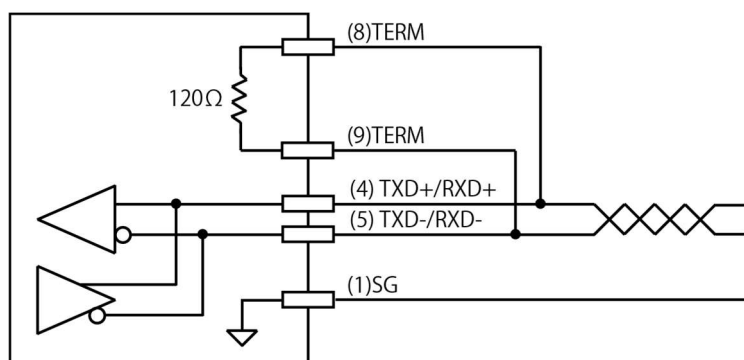 (8)TERM
120Ω
(9)TERM
(4) TXD+/RXD+
(5) TXD-/RXD-
(1)SG